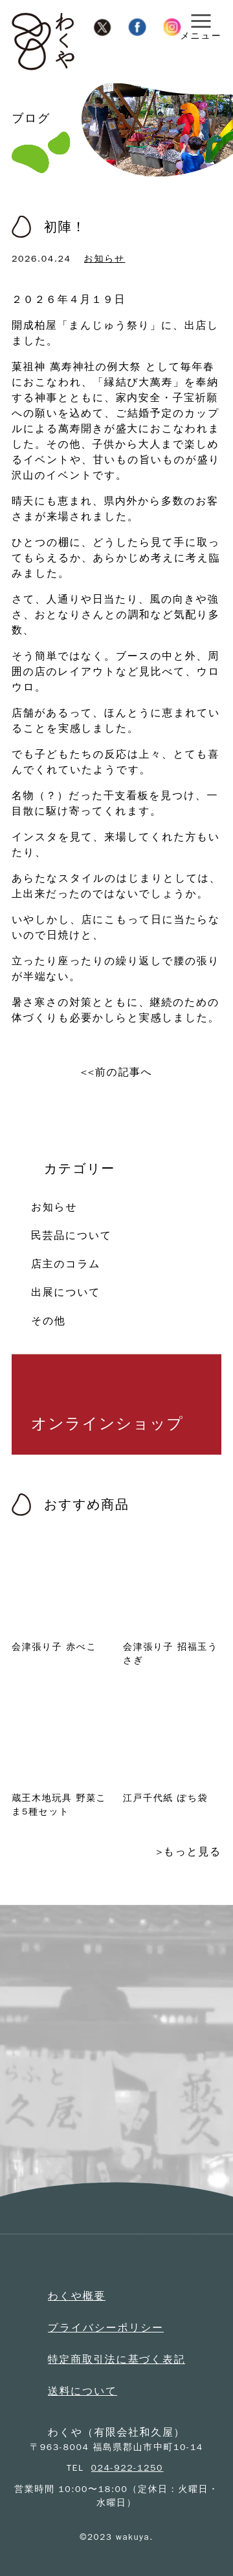 わくや
メニュー
ブログ
初陣！
2026.04.24 お知らせ
２０２６年４月１９日
開成柏屋「まんじゅう祭り」に、出店し
ました。
菓祖神 萬寿神社の例大祭 として毎年春
におこなわれ、「縁結び大萬寿」を奉納
する神事とともに、家内安全・子宝祈願
への願いを込めて、ご結婚予定のカップ
ルによる萬寿開きが盛大におこなわれま
した。その他、子供から大人まで楽しめ
るイベントや、甘いもの旨いものが盛り
沢山のイベントです。
晴天にも恵まれ、県内外から多数のお客
さまが来場されました。
ひとつの棚に、どうしたら見て手に取っ
てもらえるか、あらかじめ考えに考え臨
みました。
さて、人通りや日当たり、風の向きや強
さ、おとなりさんとの調和など気配り多
数、
そう簡単ではなく。ブースの中と外、周
囲の店のレイアウトなど見比べて、ウロ
ウロ。
店舗があるって、ほんとうに恵まれてい
ることを実感しました。
でも子どもたちの反応は上々、とても喜
んでくれていたようです。
名物（？）だった干支看板を見つけ、一
目散に駆け寄ってくれます。
インスタを見て、来場してくれた方もい
たり、
あらたなスタイルのはじまりとしては、
上出来だったのではないでしょうか。
いやしかし、店にこもって日に当たらな
いので日焼けと、
立ったり座ったりの繰り返しで腰の張り
が半端ない。
暑さ寒さの対策とともに、継続のための
体づくりも必要かしらと実感しました。
<<前の記事へ
カテゴリー
お知らせ
民芸品について
店主のコラム
出展について
その他
オンラインショップ
おすすめ商品
会津張り子 赤べこ
会津張り子 招福玉う
さぎ
蔵王木地玩具 野菜こ
ま5種セット
江戸千代紙 ぽち袋
>もっと見る
わくや概要
プライバシーポリシー
特定商取引法に基づく表記
送料について
わくや（有限会社和久屋）
〒963-8004 福島県郡山市中町10-14
TEL 024-922-1250
営業時間 10:00〜18:00（定休日：火曜日・
水曜日）
©2023 wakuya.